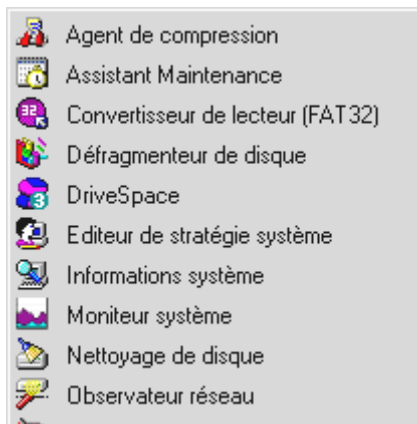 Agent de compression
Assistant Maintenance
Convertisseur de lecteur (FAT32)
Défragmenteur de disque
DriveSpace
Editeur de stratégie système
Informations système
Moniteur système
Nettoyage de disque
Observateur réseau